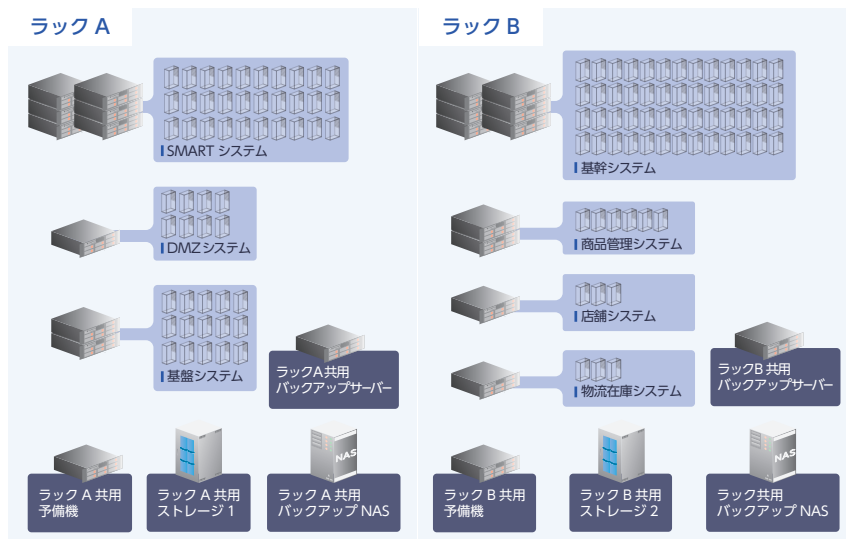 ラック A
SMART システム
DMZシステム
基盤システム
ラックA共用
バックアップサーバー
ラック A 共用
予備機
ラック A 共用
ストレージ 1
NAS
ラック A 共用
バックアップ NAS
ラック B
基幹システム
商品管理システム
店舗システム
物流在庫システム
ラックB 共用
バックアップサーバー
ラック B 共用
予備機
ラック B 共用
ストレージ 2
NAS
ラック共用
バックアップ NAS